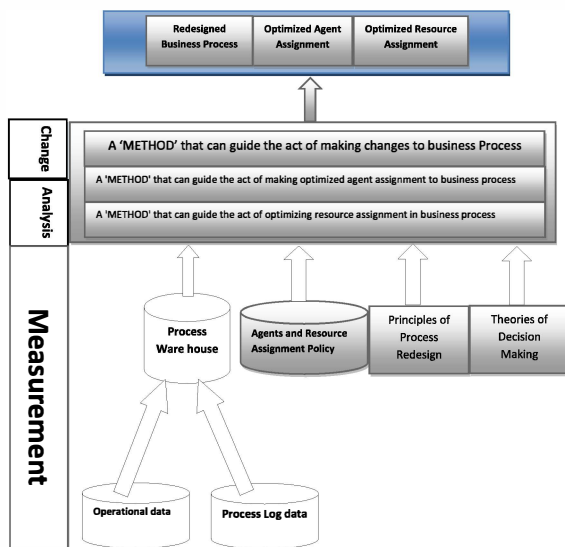 Redesigned
Business Process
Optimized Agent
Assignment
Optimized Resource
Assignment
Change
A ‘METHOD’ that can guide the act of making changes to business Process
Analysis
A 'METHOD' that can guide the act of making optimized agent assignment to business process
A 'METHOD' that can guide the act of optimizing resource assignment in business process
Measurement
Process
Ware house
Agents and Resource
Assignment Policy
Principles of
Process
Redesign
Theories of
Decision
Making
Operational data
Process Log data